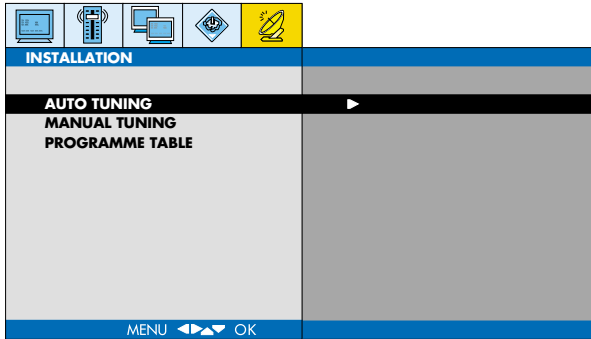 INSTALLATION
AUTO TUNING
MANUAL TUNING
PROGRAMME TABLE
MENU OK